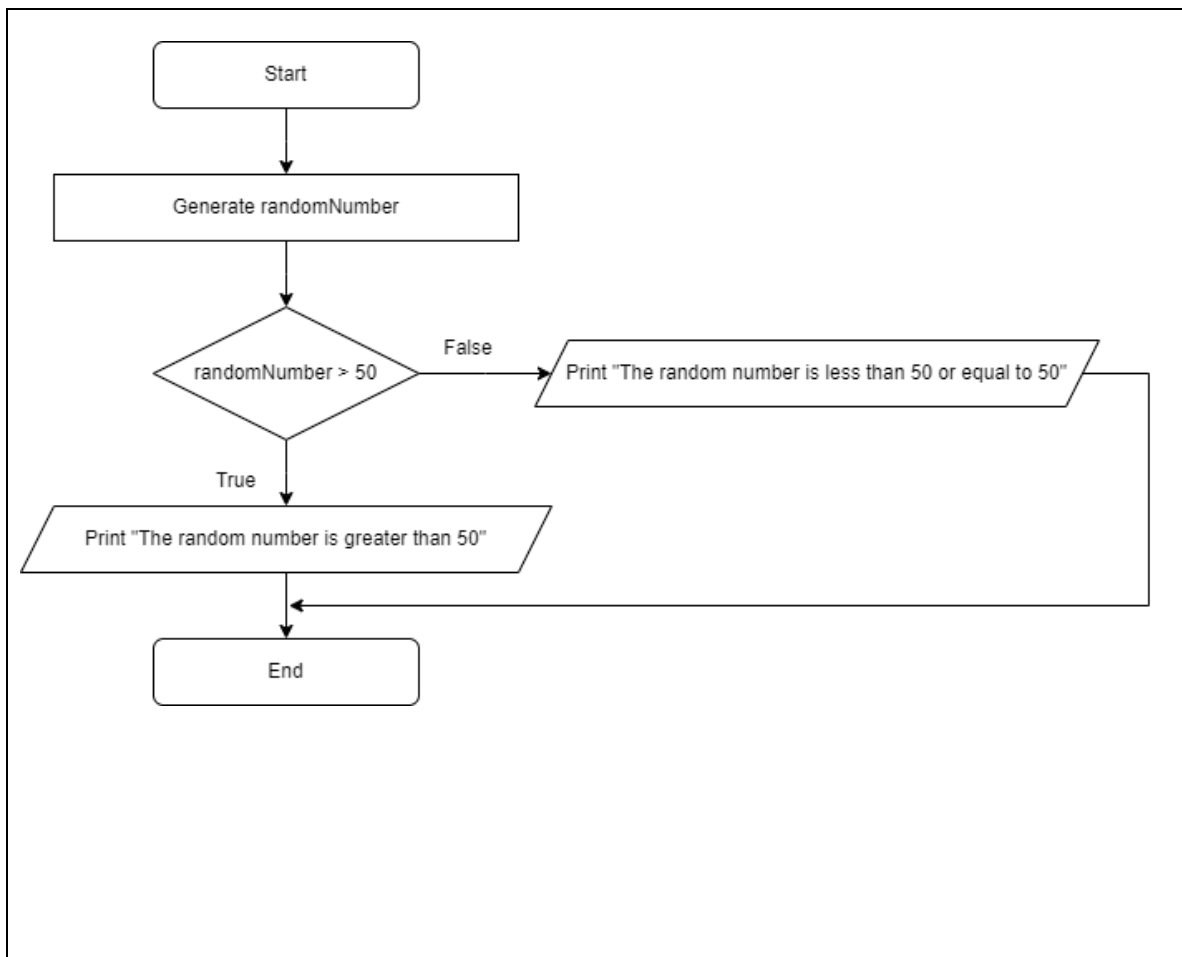 Start
Generate randomNumber
randomNumber > 50
False
Print "The random number is less than 50 or equal to 50"
True
Print "The random number is greater than 50"
End